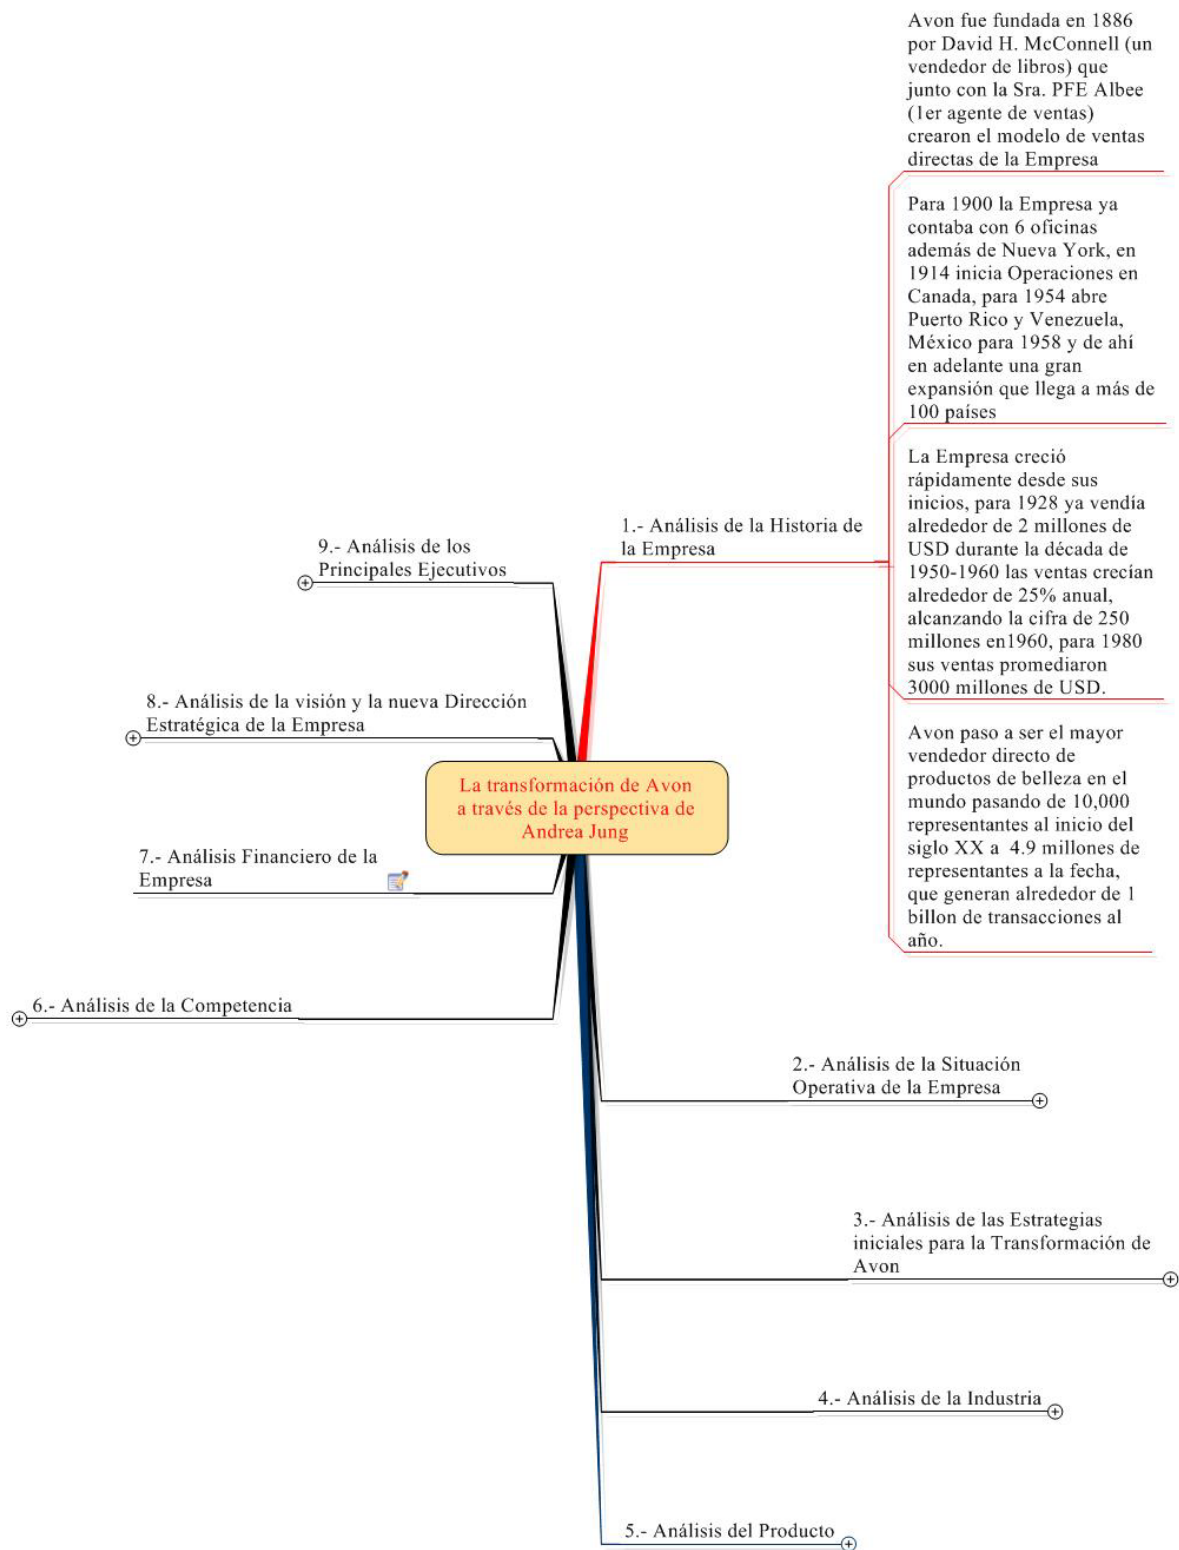 Avon fue fundada en 1886
por David H. McConnell (un
vendedor de libros) que
junto con la Sra. PFE Albee
(1er agente de ventas)
crearon el modelo de ventas
directas de la Empresa
Para 1900 la Empresa ya
contaba con 6 oficinas
además de Nueva York, en
1914 inicia Operaciones en
Canada, para 1954 abre
Puerto Rico y Venezuela,
México para 1958 y de ahí
en adelante una gran
expansión que llega a más de
100 países
La Empresa creció
rápidamente desde sus
inicios, para 1928 ya vendía
alrededor de 2 millones de
USD durante la década de
1950-1960 las ventas crecían
alrededor de 25% anual,
alcanzando la cifra de 250
millones en1960, para 1980
sus ventas promediaron
3000 millones de USD.
Avon paso a ser el mayor
vendedor directo de
productos de belleza en el
mundo pasando de 10,000
representantes al inicio del
siglo XX a 4.9 millones de
representantes a la fecha,
que generan alrededor de 1
billon de transacciones al
año.
1.- Análisis de la Historia de
la Empresa
9.- Análisis de los
Principales Ejecutivos
8.- Análisis de la visión y la nueva Dirección
Estratégica de la Empresa
La transformación de Avon
a través de la perspectiva de
Andrea Jung
7.- Análisis Financiero de la
Empresa
6.- Análisis de la Competencia
2.- Análisis de la Situación
Operativa de la Empresa
3.- Análisis de las Estrategias
iniciales para la Transformación de
Avon
4.- Análisis de la Industria
5.- Análisis del Producto